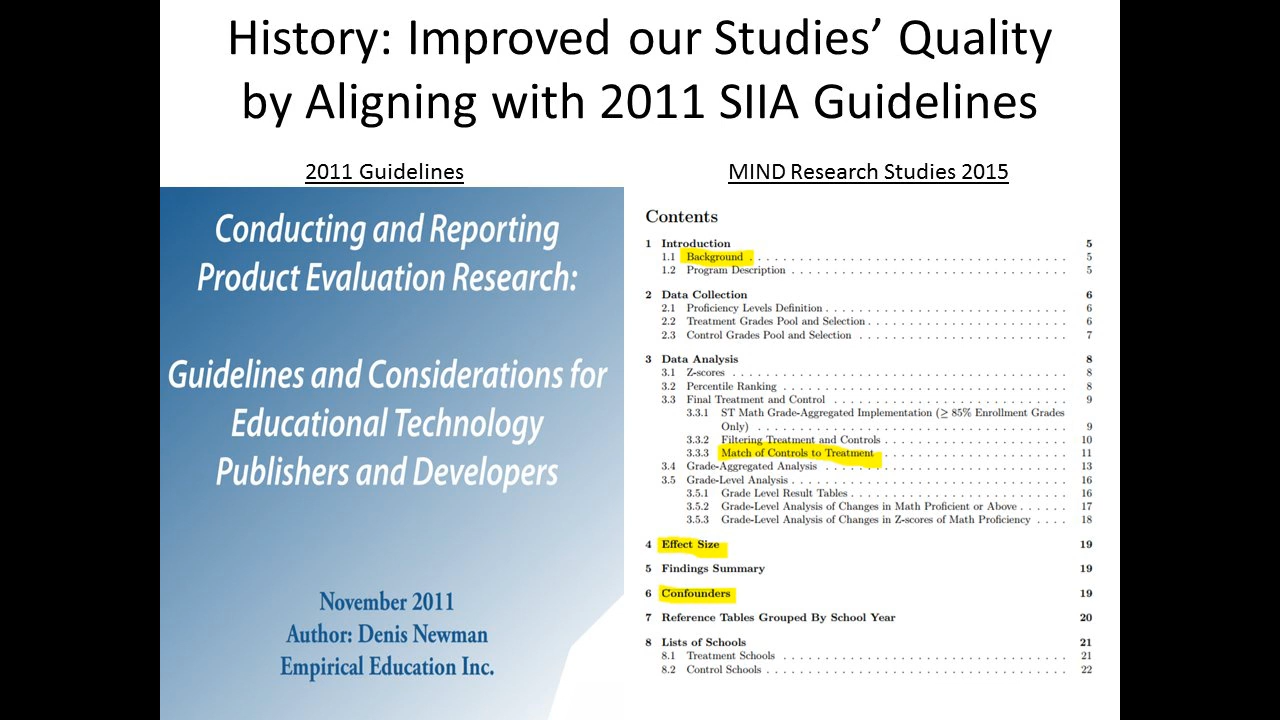 History: Improved our Studies’ Quality
by Aligning with 2011 SIIA Guidelines
2011 Guidelines
Conducting and Reporting
Product Evaluation Research:
Guidelines and Considerations for
Educational Technology
Publishers and Developers
November 2011
Author: Denis Newman
Empirical Education Inc.
MIND Research Studies 2015
Contents
1 Introduction 5
1.1 Background 5
1.2 Program Description 5
2 Data Collection 6
2.1 Proficiency Levels Definition 6
2.2 Treatment Grades Pool and Selection 6
2.3 Control Grades Pool and Selection 7
3 Data Analysis 8
3.1 Z-scores 8
3.2 Percentile Ranking 8
3.3 Final Treatment and Control 9
3.3.1 ST Math Grade-Aggregated Implementation (≥ 85% Enrollment Grades
Only) 9
3.3.2 Filtering Treatment and Controls 10
3.3.3 Match of Controls to Treatment 11
3.4 Grade-Aggregated Analysis 13
3.5 Grade-Level Analysis 16
3.5.1 Grade Level Result Tables 16
3.5.2 Grade-Level Analysis of Changes in Math Proficient or Above 17
3.5.3 Grade-Level Analysis of Changes in Z-scores of Math Proficiency 18
4 Effect Size 19
5 Findings Summary 19
6 Confounders 19
7 Reference Tables Grouped By School Year 20
8 Lists of Schools 21
8.1 Treatment Schools 21
8.2 Control Schools 22